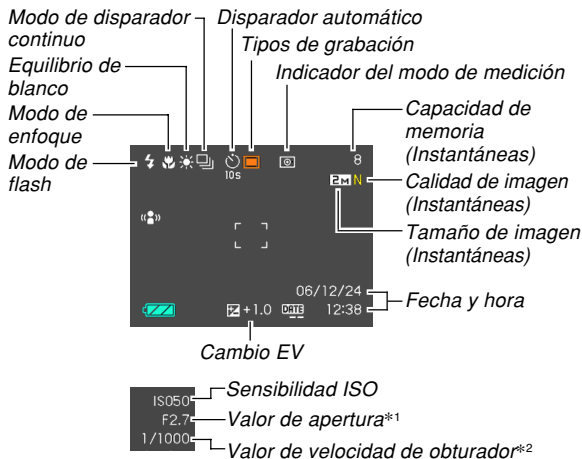 Modo de disparador continuo
Disparador automático
Tipos de grabación
Equilibrio de blanco
Indicador del modo de medición
Modo de enfoque
Modo de flash
Capacidad de memoria (Instantáneas)
Calidad de imagen (Instantáneas)
Tamaño de imagen (Instantáneas)
10s
8
2M N
06/12/24
+1.0
DATE
12:38
Fecha y hora
Cambio EV
ISO50
F2.7
1/1000
Sensibilidad ISO
Valor de apertura*1
Valor de velocidad de obturador*2